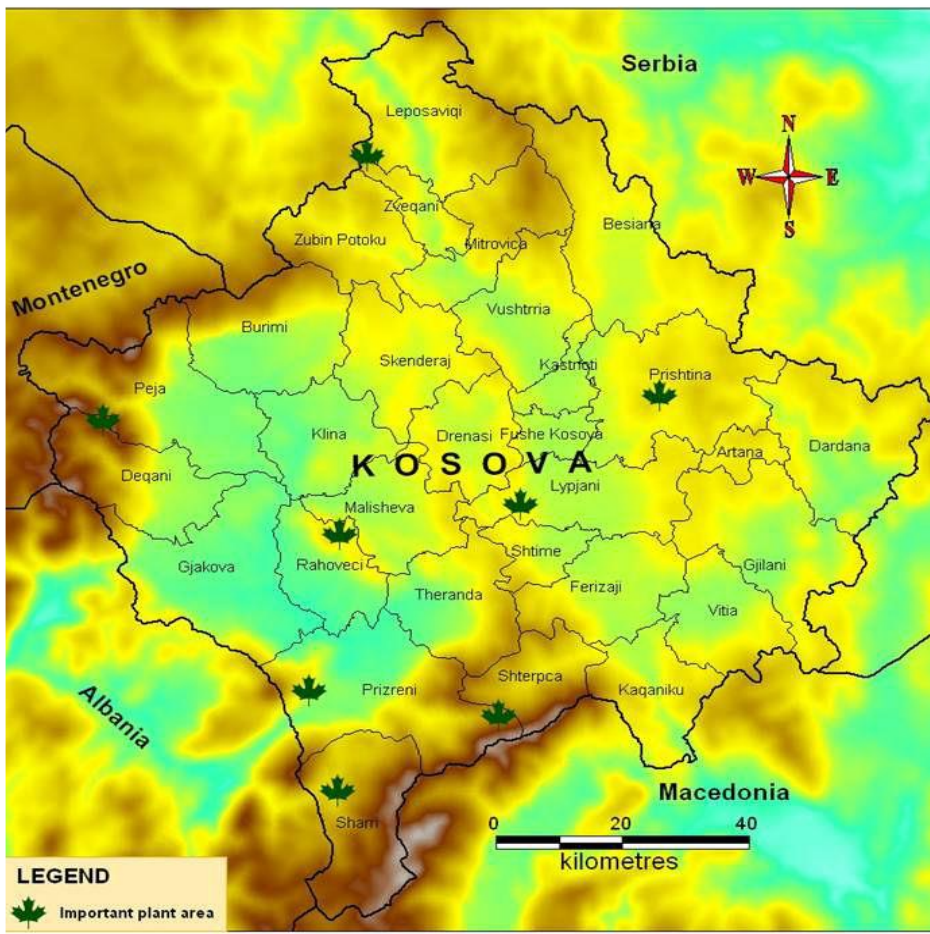 Serbia
Leposaviqi
N
W
E
S
Zveqani
Besiana
Zubin Potoku
Mitrovica
Montenegro
Vushtrria
Burimi
Skenderaj
Kastrioti
Prishtina
Peja
Klina
Drenasi
Fushe Kosova
Artana
Dardana
KOSOVA
Deqani
Lypjani
Malisheva
Shtime
Gjakova
Rahoveci
Gjilani
Theranda
Ferizaji
Vitia
Shterpca
Prizreni
Kaqaniku
Albania
Macedonia
Sharri
0 20 40
kilometres
LEGEND
Important plant area